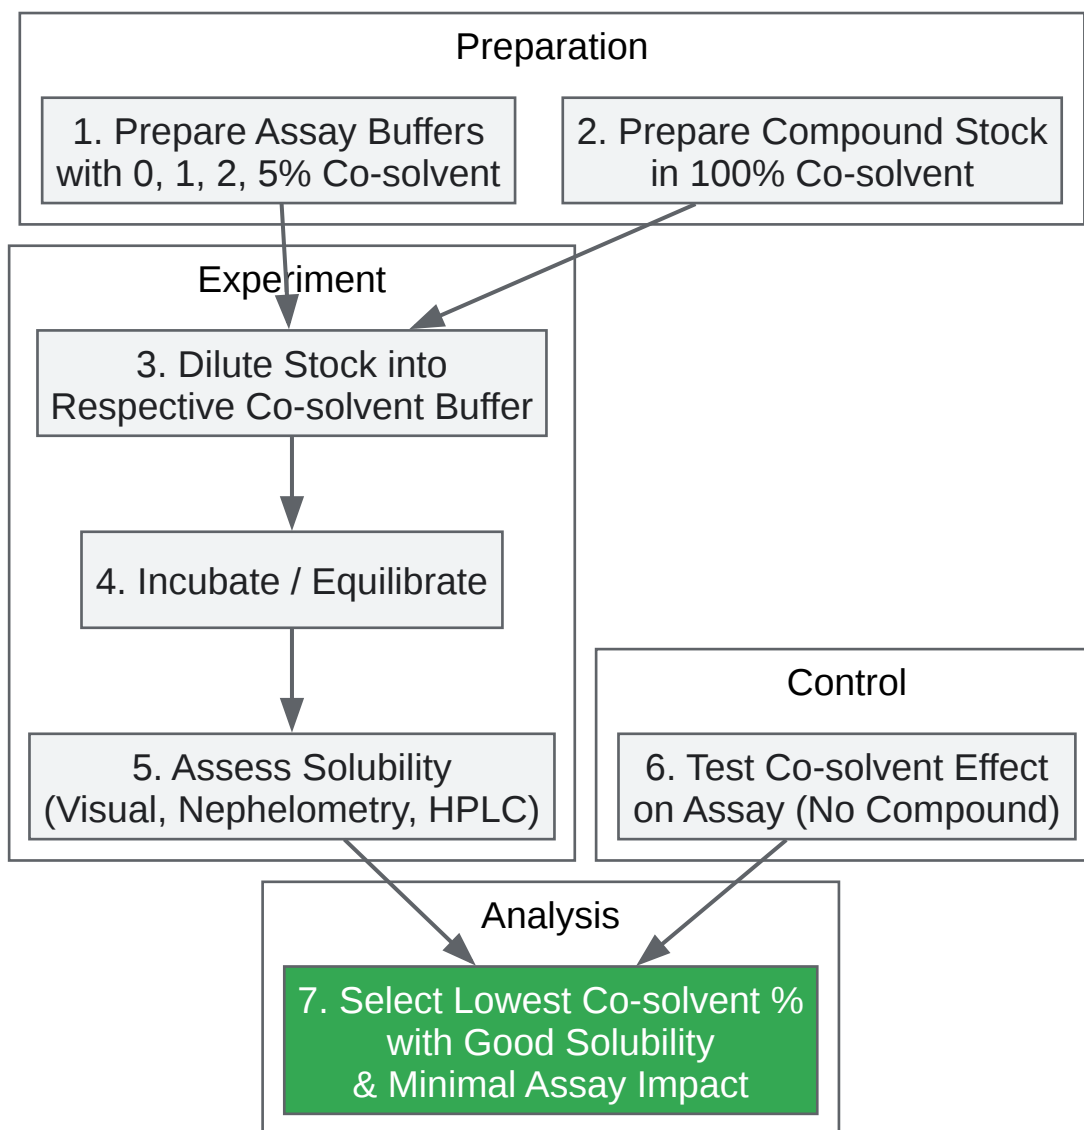 Preparation
1. Prepare Assay Buffers
with 0, 1, 2, 5% Co-solvent
2. Prepare Compound Stock
in 100% Co-solvent
Experiment
3. Dilute Stock into
Respective Co-solvent Buffer
4. Incubate / Equilibrate
5. Assess Solubility
(Visual, Nephelometry, HPLC)
Control
6. Test Co-solvent Effect
on Assay (No Compound)
Analysis
7. Select Lowest Co-solvent %
with Good Solubility
& Minimal Assay Impact